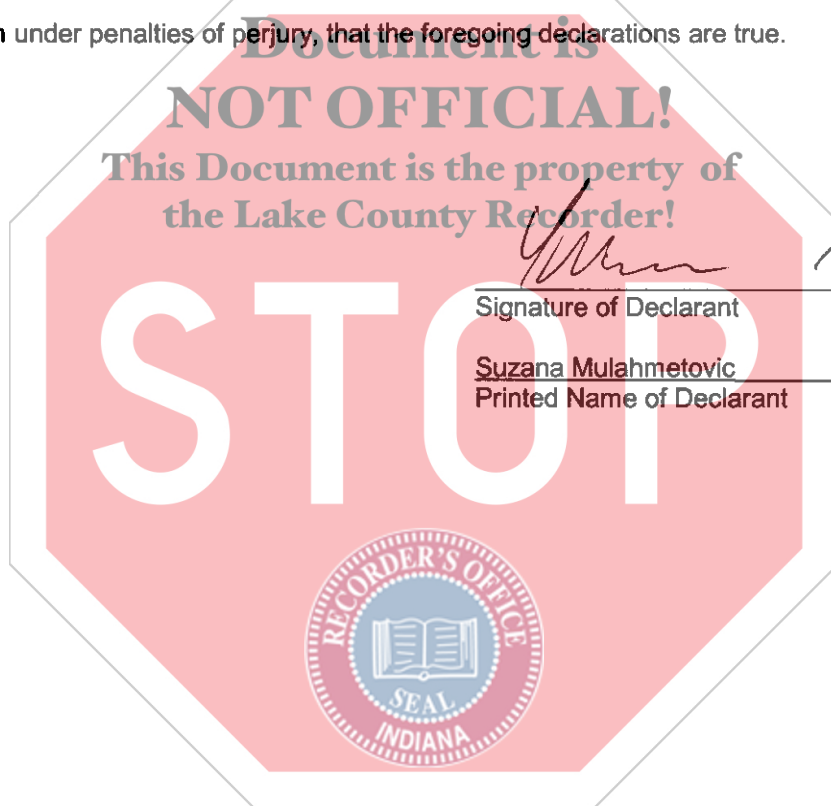 under penalties of perjury, that the foregoing declarations are true.
Document is
NOT OFFICIAL!
This Document is the property of
the Lake County Recorder!
STOP
Signature of Declarant
Suzana Mulahmetovic
Printed Name of Declarant
RECORDER'S OFFICE
SEAL
INDIANA